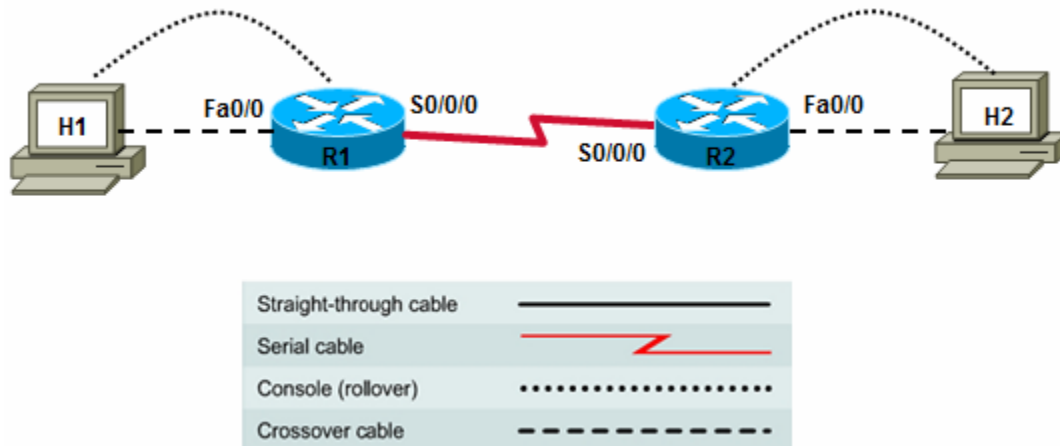 H1
Fa0/0
R1
S0/0/0
S0/0/0
R2
Fa0/0
H2
Straight-through cable
Serial cable
Console (rollover)
Crossover cable